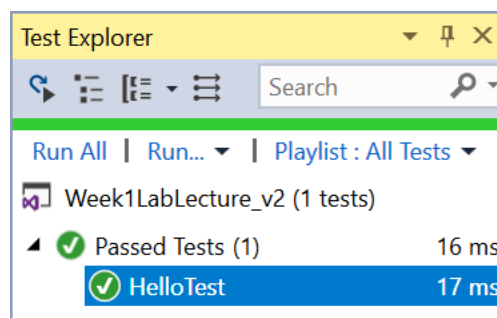 Test Explorer
Search
Run All | Run... | Playlist : All Tests
Week1LabLecture_v2 (1 tests)
Passed Tests (1) 16 ms
HelloTest 17 ms